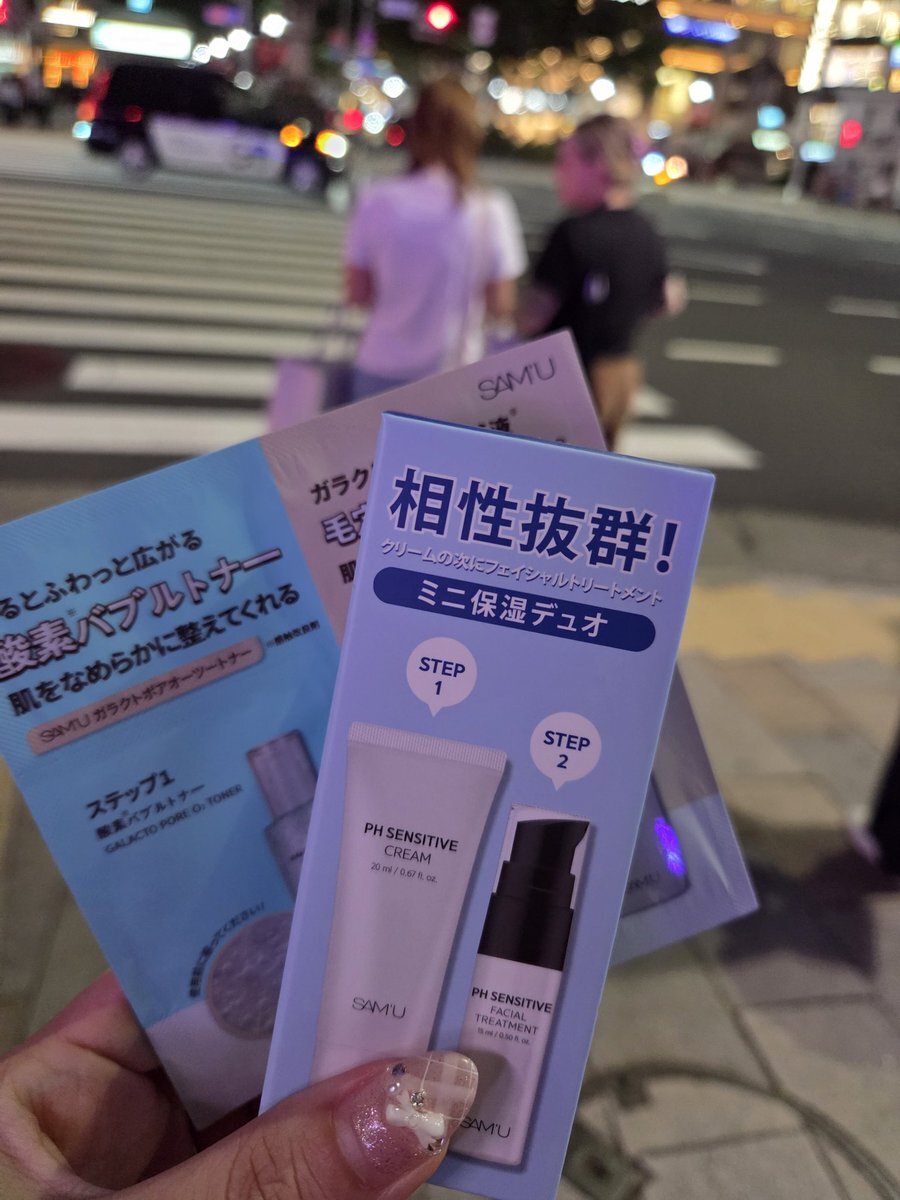 SAM'U
ガラク
毛穴
肌
るとふわっと広がる
酸素※バブルトナー
肌をなめらかに整えてくれる
SAM'U ガラクトポアオーツートナー
ステップ1
酸素※バブルトナー
GALACTO PORE O₂ TONER
相性抜群!
クリームの次にフェイシャルトリートメント
ミニ保湿デュオ
STEP
1
STEP
2
PH SENSITIVE
CREAM
20 ml / 0.67 fl. oz.
SAM'U
PH SENSITIVE
FACIAL
TREATMENT
15 ml / 0.50 fl. oz.
SAM'U
SAM'U